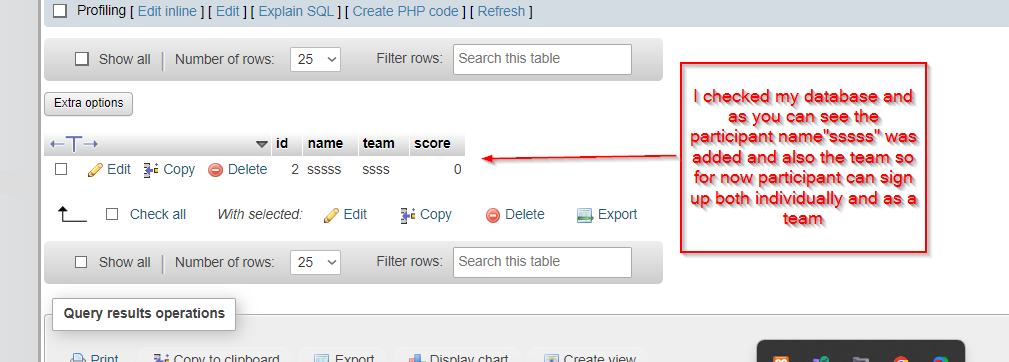 Profiling [ Edit inline ] [ Edit ] [ Explain SQL ] [ Create PHP code ] [ Refresh ]
Show all | Number of rows: 25 Filter rows: Search this table
Extra options
←T→ id name team score
Edit Copy Delete 2 sssss ssss 0
Check all With selected: Edit Copy Delete Export
Show all | Number of rows: 25 Filter rows: Search this table
Query results operations
Print Copy to clipboard Export Display chart Create view
I checked my database and
as you can see the
participant name"sssss" was
added and also the team so
for now participant can sign
up both individually and as a
team